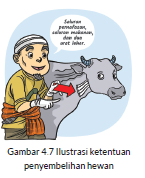 Saluran
pernafasan,
saluran makanan,
dan dua
urat leher.
Gambar 4.7 Ilustrasi ketentuan
penyembelihan hewan